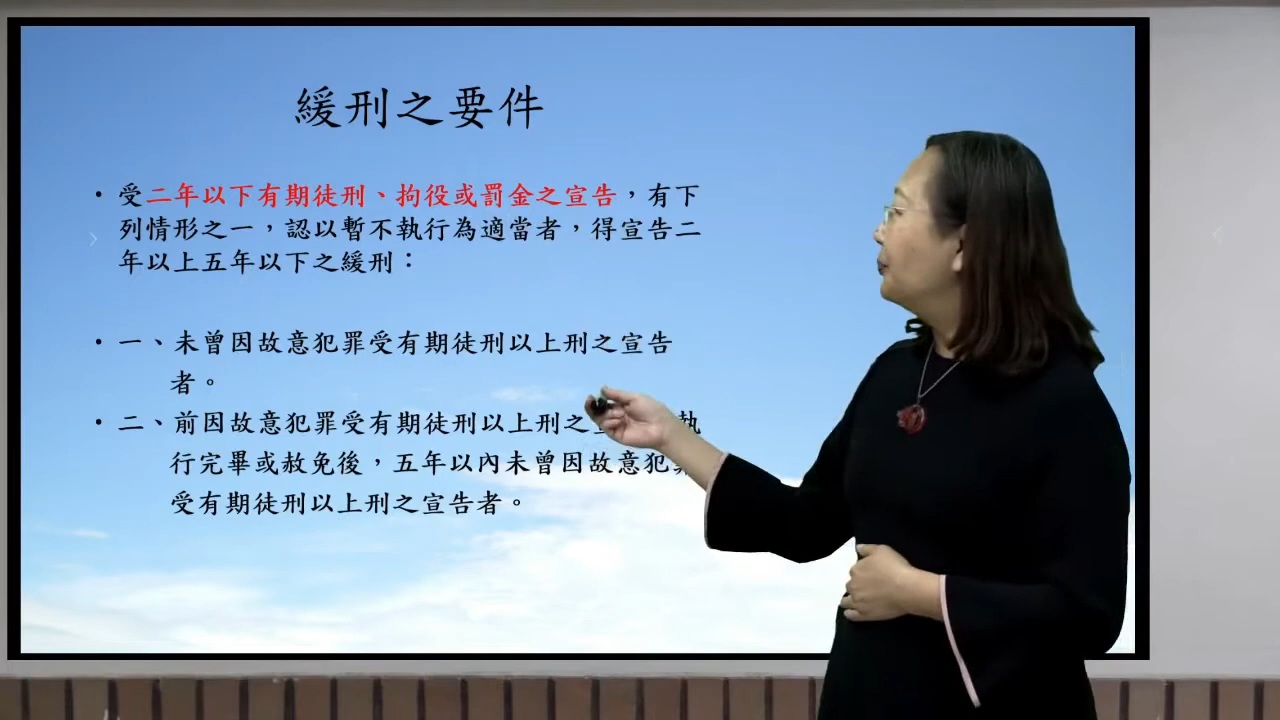 緩刑之要件
• 受二年以下有期徒刑、拘役或罰金之宣告，有下
列情形之一，認以暫不執行為適當者，得宣告二
年以上五年以下之緩刑：
• 一、未曾因故意犯罪受有期徒刑以上刑之宣告
者。
• 二、前因故意犯罪受有期徒刑以上刑之
行完畢或赦免後，五年以內未曾因故意犯
受有期徒刑以上刑之宣告者。